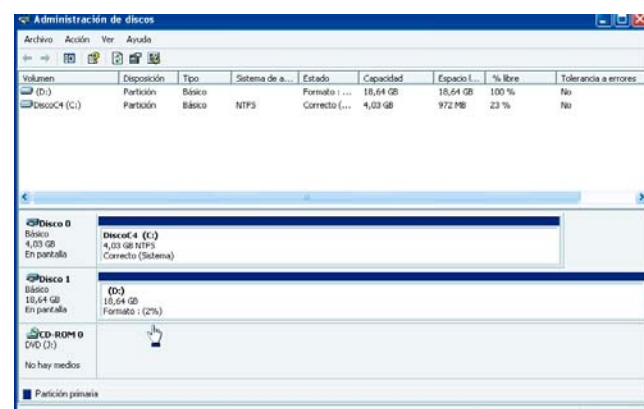 Administración de discos
Archivo Acción Ver Ayuda
Volumen Disposición Tipo Sistema de a... Estado Capacidad Espacio l... % libre Tolerancia a errores
(D:) Partición Básico Formato : ... 18,64 GB 18,64 GB 100 % No
DiscoC4 (C:) Partición Básico NTFS Correcto (... 4,03 GB 972 MB 23 % No
Disco 0
Básico
4,03 GB
En pantalla
DiscoC4 (C:)
4,03 GB NTFS
Correcto (Sistema)
Disco 1
Básico
18,64 GB
En pantalla
(D:)
18,64 GB
Formato : (2%)
CD-ROM 0
DVD (J:)
No hay medios
Partición primaria